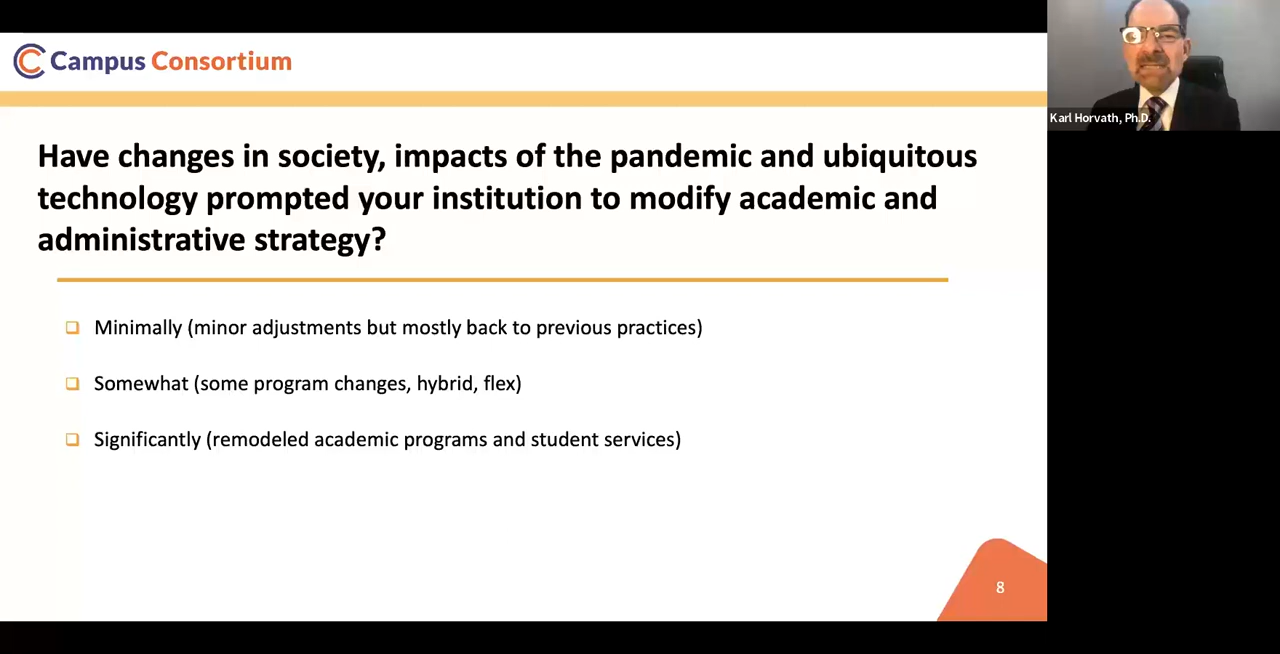 Campus Consortium
Karl Horvath, Ph.D.
Have changes in society, impacts of the pandemic and ubiquitous
technology prompted your institution to modify academic and
administrative strategy?
Minimally (minor adjustments but mostly back to previous practices)
Somewhat (some program changes, hybrid, flex)
Significantly (remodeled academic programs and student services)
8